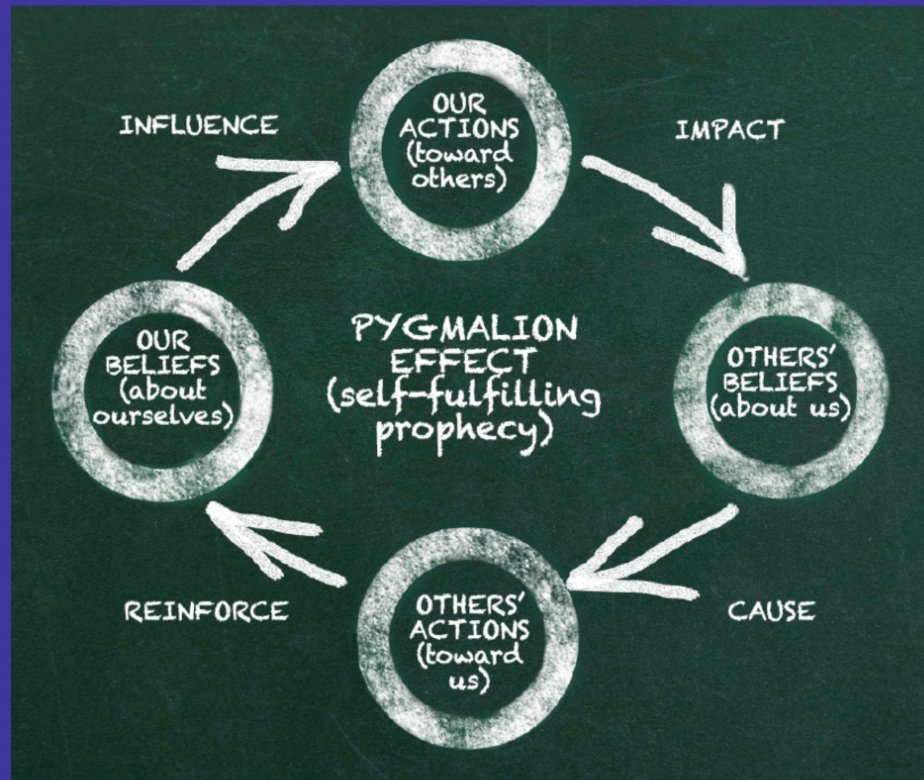 INFLUENCE
OUR
ACTIONS
(toward
others)
IMPACT
OUR
BELIEFS
(about
ourselves)
PYGMALION
EFFECT
(self-fulfilling
prophecy)
OTHERS'
BELIEFS
(about us)
REINFORCE
OTHERS'
ACTIONS
(toward
us)
CAUSE